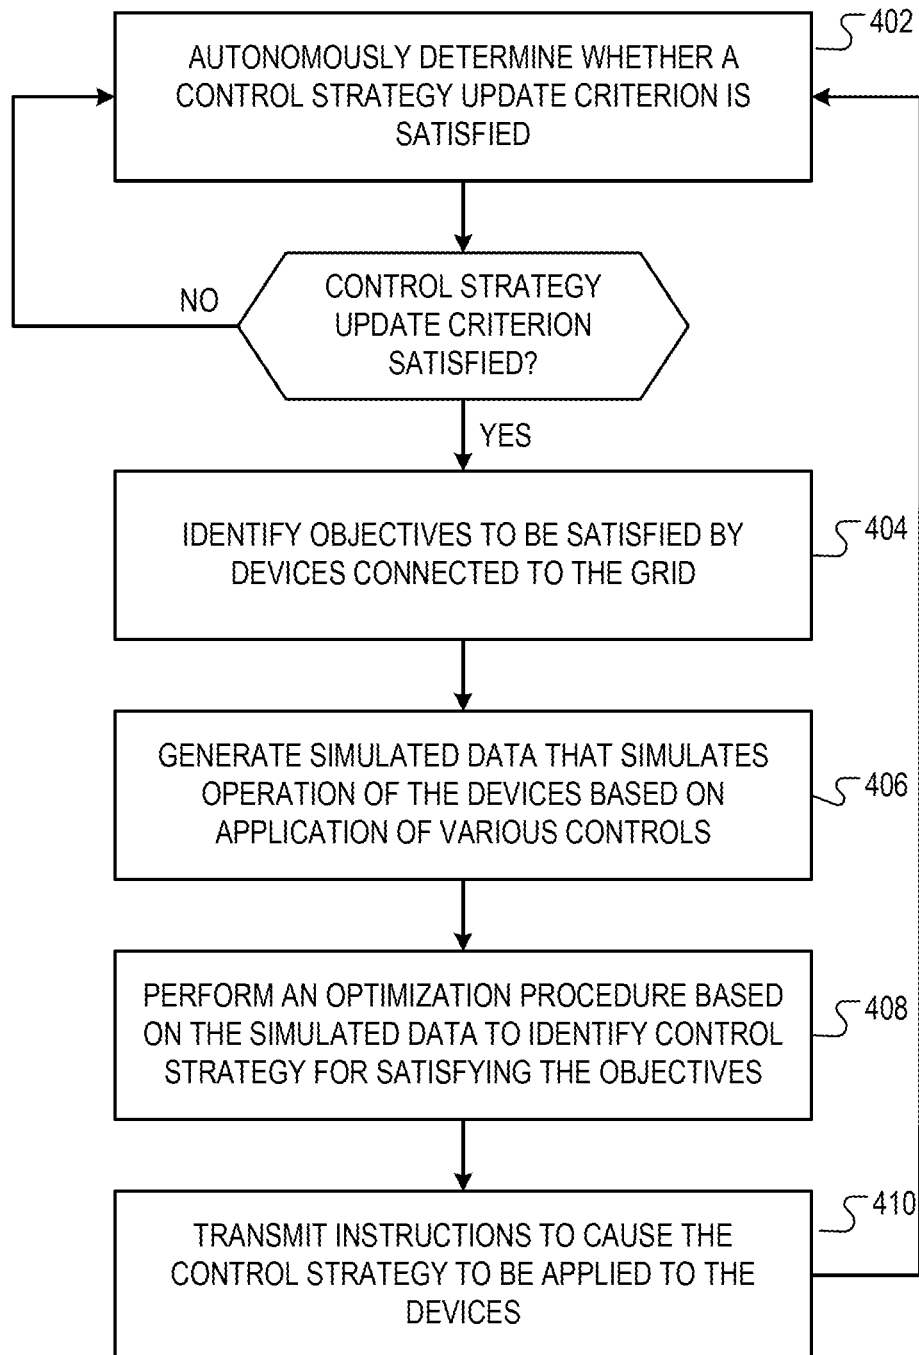 402
AUTONOMOUSLY DETERMINE WHETHER A
CONTROL STRATEGY UPDATE CRITERION IS
SATISFIED
CONTROL STRATEGY
UPDATE CRITERION
SATISFIED?
NO
YES
404
IDENTIFY OBJECTIVES TO BE SATISFIED BY
DEVICES CONNECTED TO THE GRID
GENERATE SIMULATED DATA THAT SIMULATES
OPERATION OF THE DEVICES BASED ON
APPLICATION OF VARIOUS CONTROLS
406
PERFORM AN OPTIMIZATION PROCEDURE BASED
ON THE SIMULATED DATA TO IDENTIFY CONTROL
STRATEGY FOR SATISFYING THE OBJECTIVES
408
410
TRANSMIT INSTRUCTIONS TO CAUSE THE
CONTROL STRATEGY TO BE APPLIED TO THE
DEVICES